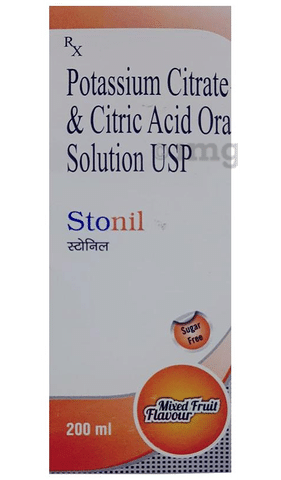 Rx
Potassium Citrate
& Citric Acid Ora
Solution USP
Stonil
स्टोनिल
Sugar
Free
Mixed Fruit
Flavour
200 ml